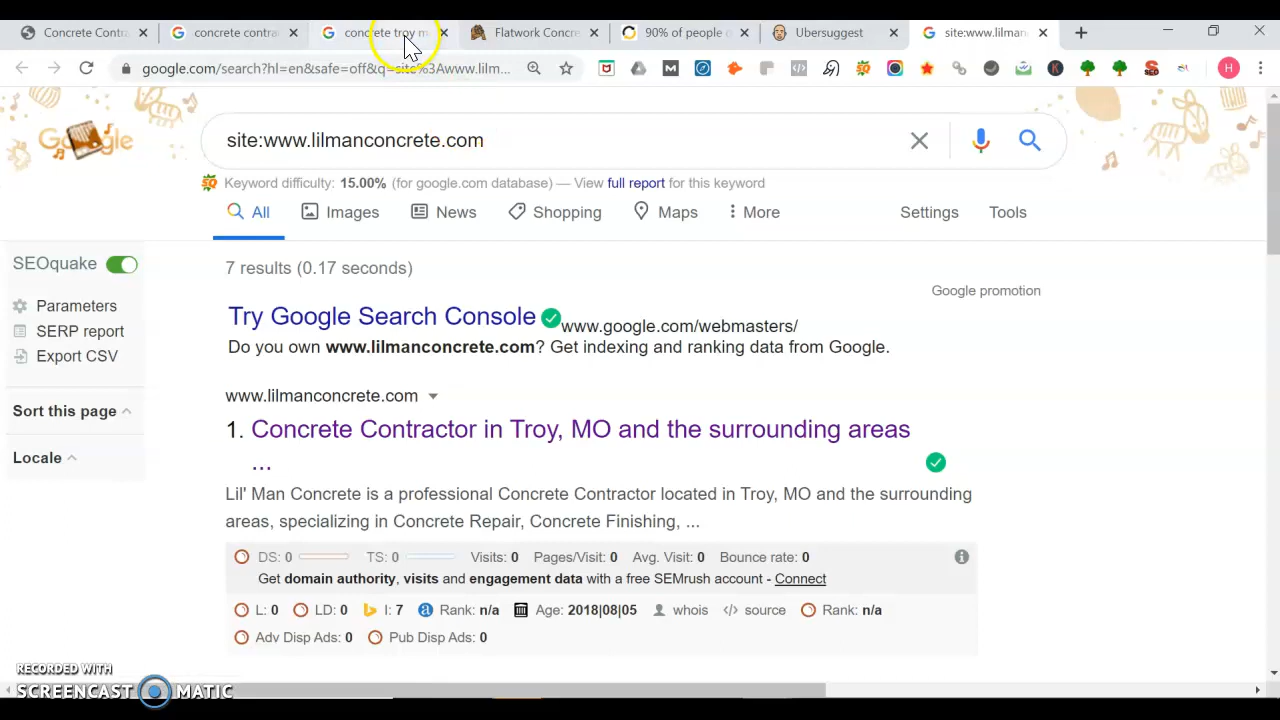 Concrete Contra
concrete contra
concrete troy m
Flatwork Concre
90% of people o
Ubersuggest
site:www.lilman
google.com/search?hl=en&safe=off&q=site%3Awww.lilm...
H
Google
site:www.lilmanconcrete.com
Keyword difficulty: 15.00% (for google.com database) — View full report for this keyword
All Images News Shopping Maps More Settings Tools
SEOquake
Parameters
SERP report
Export CSV
Sort this page
Locale
7 results (0.17 seconds)
Google promotion
Try Google Search Console www.google.com/webmasters/
Do you own www.lilmanconcrete.com? Get indexing and ranking data from Google.
www.lilmanconcrete.com
1. Concrete Contractor in Troy, MO and the surrounding areas
...
Lil' Man Concrete is a professional Concrete Contractor located in Troy, MO and the surrounding
areas, specializing in Concrete Repair, Concrete Finishing, ...
DS: 0 TS: 0 Visits: 0 Pages/Visit: 0 Avg. Visit: 0 Bounce rate: 0
Get domain authority, visits and engagement data with a free SEMrush account - Connect
L: 0 LD: 0 I: 7 Rank: n/a Age: 2018|08|05 whois source Rank: n/a
Adv Disp Ads: 0 Pub Disp Ads: 0
RECORDED WITH
SCREENCAST MATIC